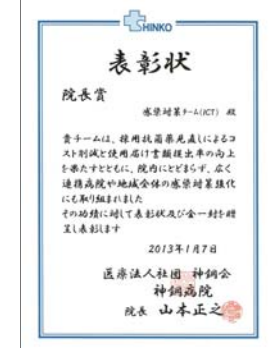 SHINKO
表彰状
院長賞
感染対策チーム(ICT) 殿
貴チームは、採用抗菌薬見直しによるコ
スト削減と使用届け書類提出率の向上
を果たすとともに、院内にとどまらず、広く
連携病院や地域全体の感染対策強化
にも取り組まれました
その功績に対して表彰状及び金一封を贈
呈し表彰します
2013年1月7日
医療法人社団 神鋼会
神鋼病院
院長 山本正之